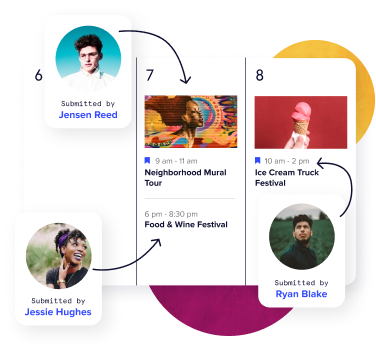 6
7
8
Submitted by
Jensen Reed
9 am - 11 am
Neighborhood Mural
Tour
10 am - 2 pm
Ice Cream Truck
Festival
6 pm - 8:30 pm
Food & Wine Festival
Submitted by
Jessie Hughes
Submitted by
Ryan Blake